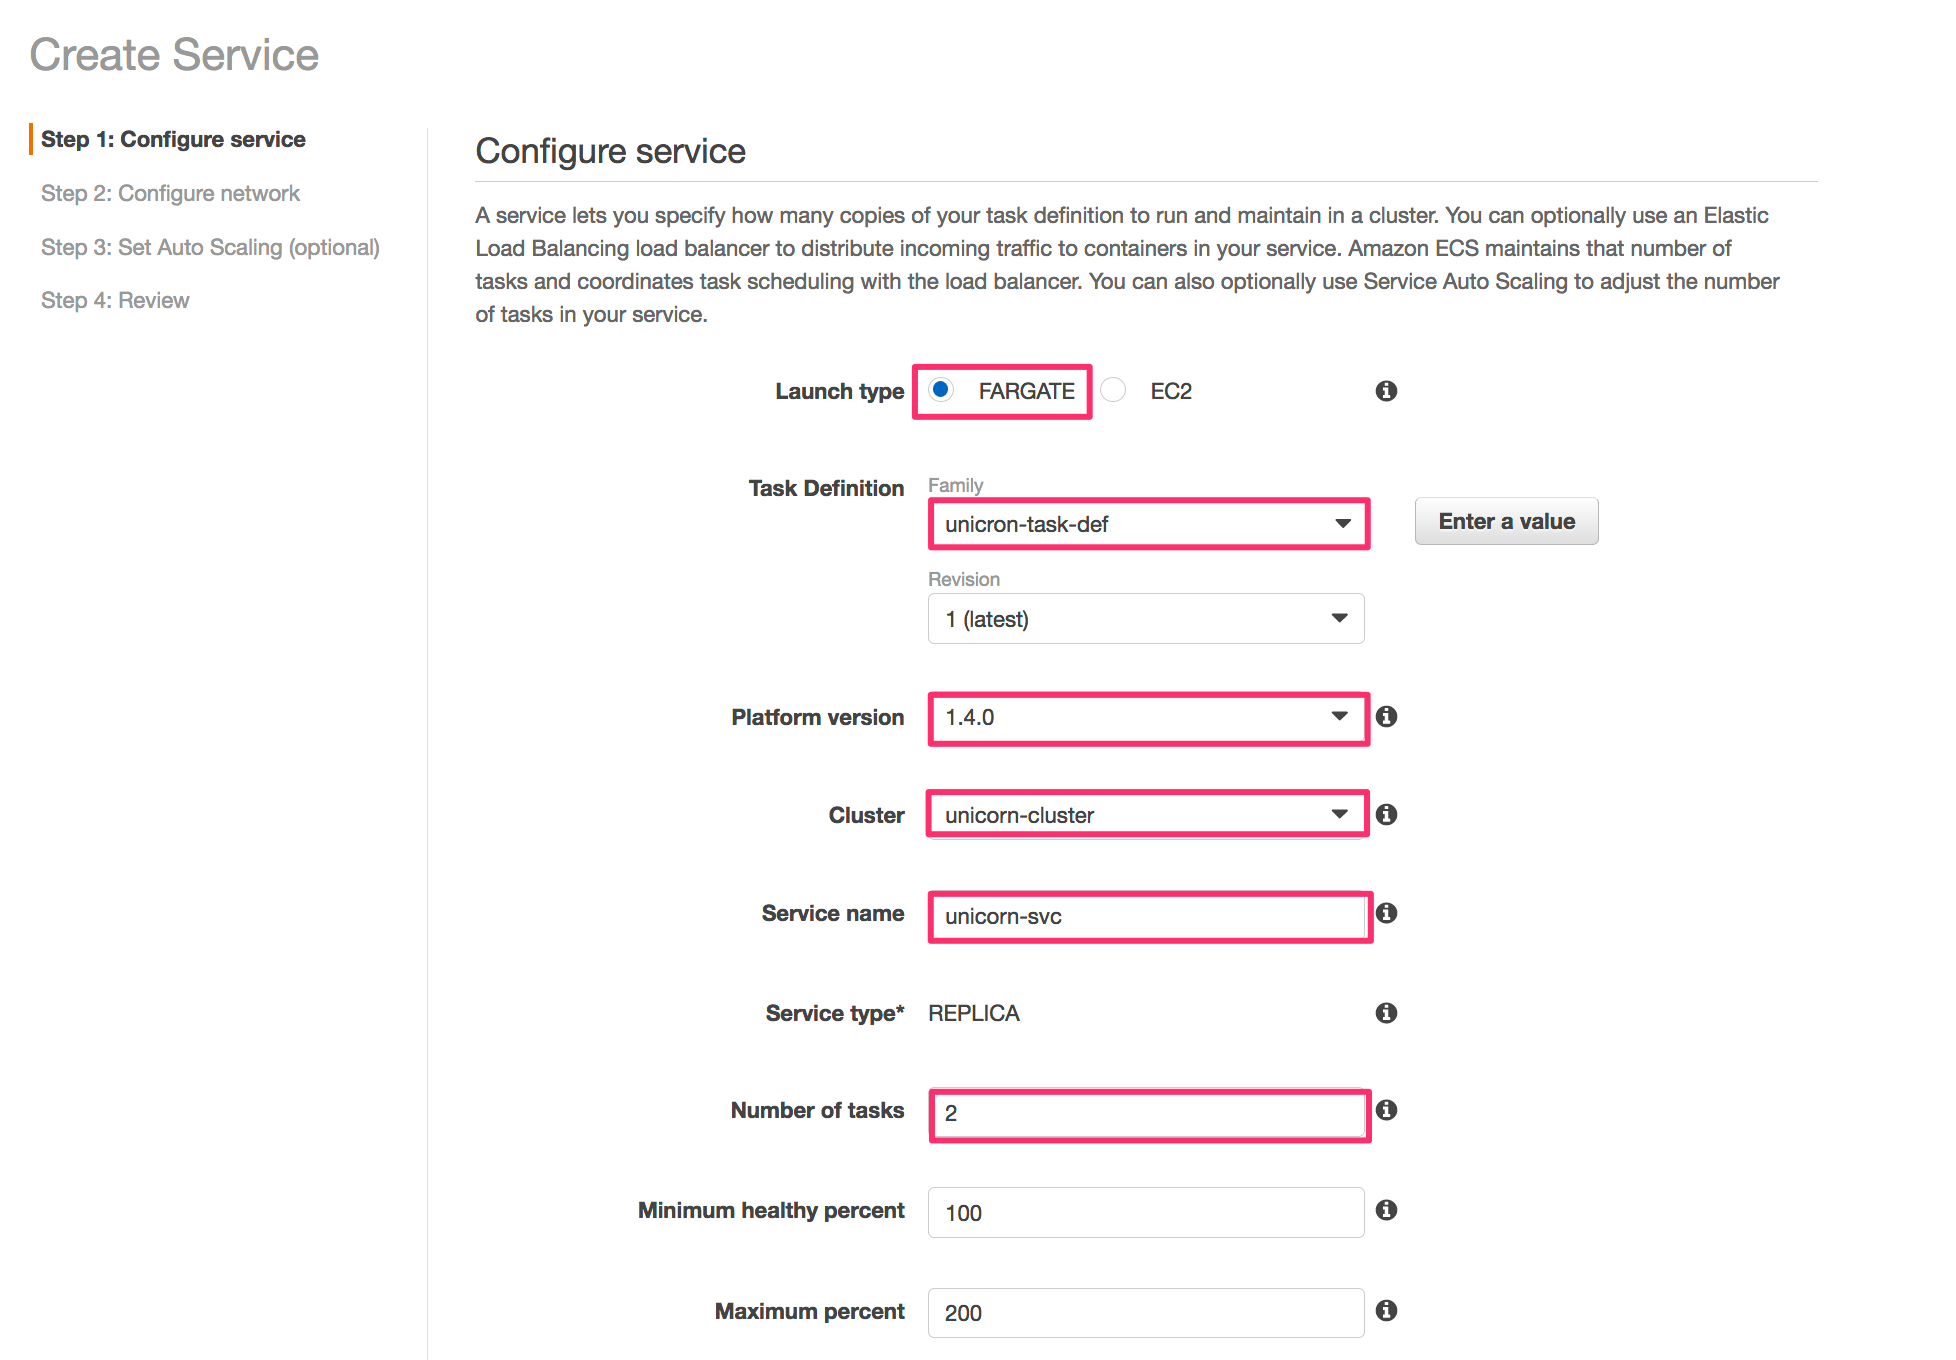 Create Service
Step 1: Configure service
Step 2: Configure network
Step 3: Set Auto Scaling (optional)
Step 4: Review
Configure service
A service lets you specify how many copies of your task definition to run and maintain in a cluster. You can optionally use an Elastic
Load Balancing load balancer to distribute incoming traffic to containers in your service. Amazon ECS maintains that number of
tasks and coordinates task scheduling with the load balancer. You can also optionally use Service Auto Scaling to adjust the number
of tasks in your service.
Launch type FARGATE EC2
Task Definition Family
unicron-task-def Enter a value
Revision
1 (latest)
Platform version 1.4.0
Cluster unicorn-cluster
Service name unicorn-svc
Service type* REPLICA
Number of tasks 2
Minimum healthy percent 100
Maximum percent 200